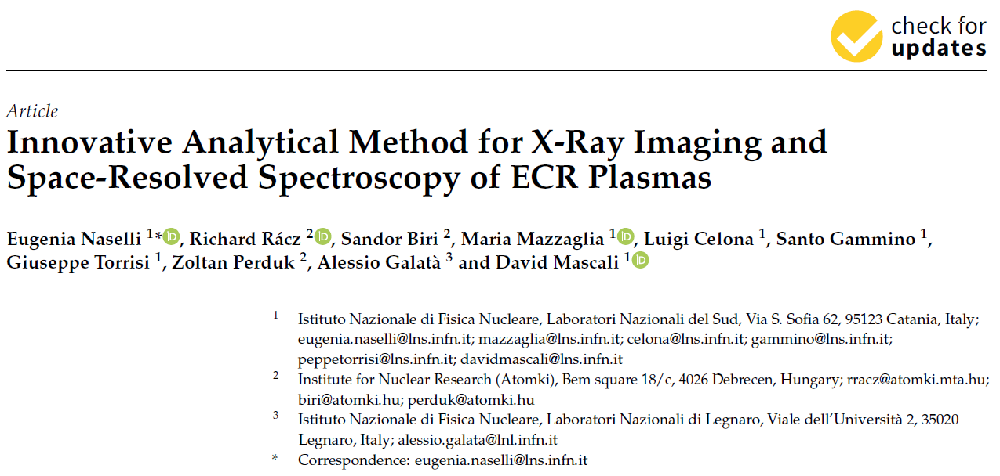 check for
updates
Article
Innovative Analytical Method for X-Ray Imaging and
Space-Resolved Spectroscopy of ECR Plasmas
Eugenia Naselli 1*iD, Richard Rácz 2iD, Sandor Biri 2, Maria Mazzaglia 1iD, Luigi Celona 1, Santo Gammino 1,
Giuseppe Torrisi 1, Zoltan Perduk 2, Alessio Galatà 3 and David Mascali 1iD
1 Istituto Nazionale di Fisica Nucleare, Laboratori Nazionali del Sud, Via S. Sofia 62, 95123 Catania, Italy;
eugenia.naselli@lns.infn.it; mazzaglia@lns.infn.it; celona@lns.infn.it; gammino@lns.infn.it;
peppetorrisi@lns.infn.it; davidmascali@lns.infn.it
2 Institute for Nuclear Research (Atomki), Bem square 18/c, 4026 Debrecen, Hungary; rracz@atomki.mta.hu;
biri@atomki.hu; perduk@atomki.hu
3 Istituto Nazionale di Fisica Nucleare, Laboratori Nazionali di Legnaro, Viale dell'Università 2, 35020
Legnaro, Italy; alessio.galata@lnl.infn.it
* Correspondence: eugenia.naselli@lns.infn.it